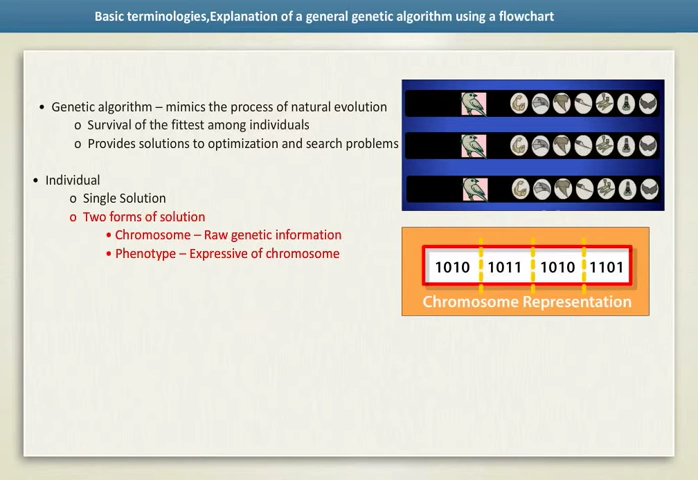 Basic terminologies,Explanation of a general genetic algorithm using a flowchart
• Genetic algorithm – mimics the process of natural evolution
o Survival of the fittest among individuals
o Provides solutions to optimization and search problems
• Individual
o Single Solution
o Two forms of solution
• Chromosome – Raw genetic information
• Phenotype – Expressive of chromosome
1010 1011 1010 1101
Chromosome Representation